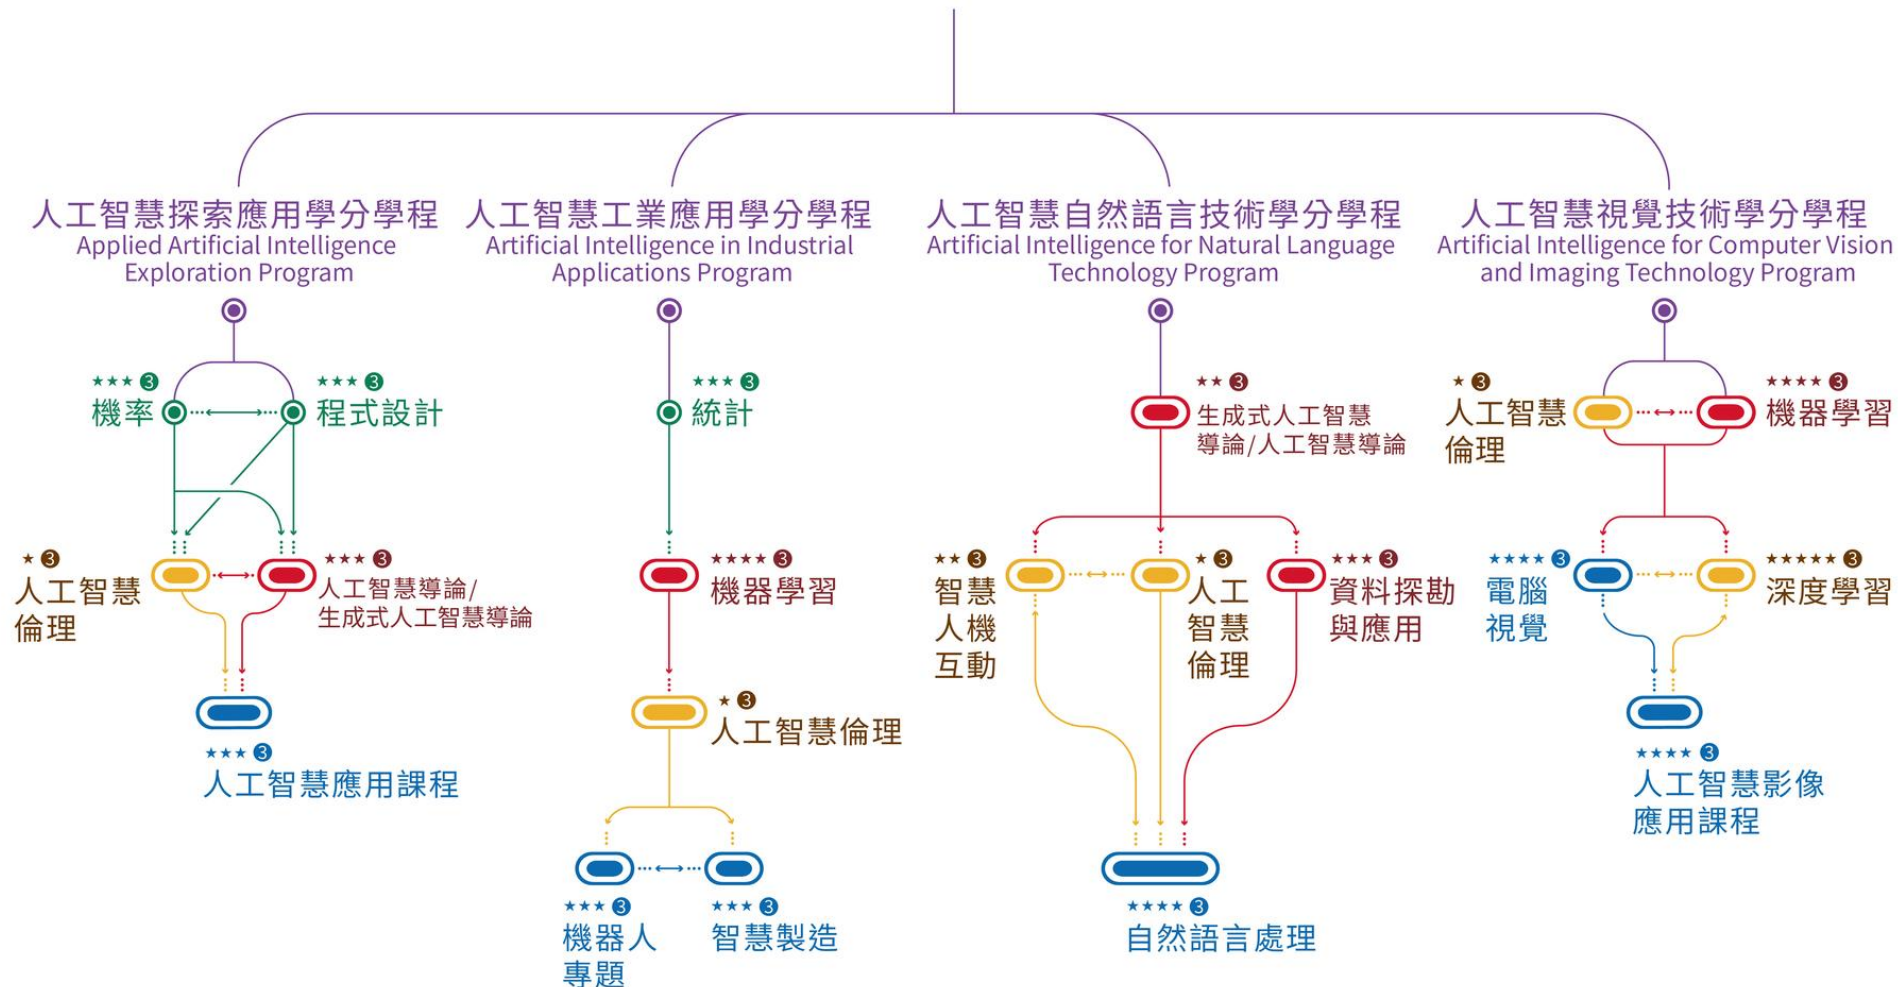 人工智慧探索應用學分學程
Applied Artificial Intelligence
Exploration Program
★★★ 3
機率
★★★ 3
程式設計
★ 3
人工智慧
倫理
★★★ 3
人工智慧導論/
生成式人工智慧導論
★★★ 3
人工智慧應用課程
人工智慧工業應用學分學程
Artificial Intelligence in Industrial
Applications Program
★★★ 3
統計
★★★★ 3
機器學習
★ 3
人工智慧倫理
★★★ 3
機器人
專題
★★★ 3
智慧製造
人工智慧自然語言技術學分學程
Artificial Intelligence for Natural Language
Technology Program
★★ 3
生成式人工智慧
導論/人工智慧導論
★★ 3
智慧
人機
互動
★ 3
人工
智慧
倫理
★★★ 3
資料探勘
與應用
★★★★ 3
自然語言處理
人工智慧視覺技術學分學程
Artificial Intelligence for Computer Vision
and Imaging Technology Program
★ 3
人工智慧
倫理
★★★★ 3
機器學習
★★★★ 3
電腦
視覺
★★★★★ 3
深度學習
★★★★ 3
人工智慧影像
應用課程